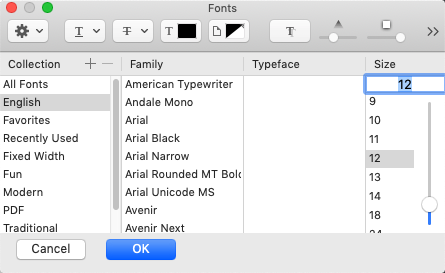 Fonts
T T T T
Collection Family Typeface Size
12
All Fonts American Typewriter 9
English Andale Mono 10
Favorites Arial 11
Recently Used Arial Black 12
Fixed Width Arial Narrow 13
Fun Arial Rounded MT Bol
Modern Arial Unicode MS 14
PDF Avenir 18
Traditional Avenir Next 24
Cancel OK